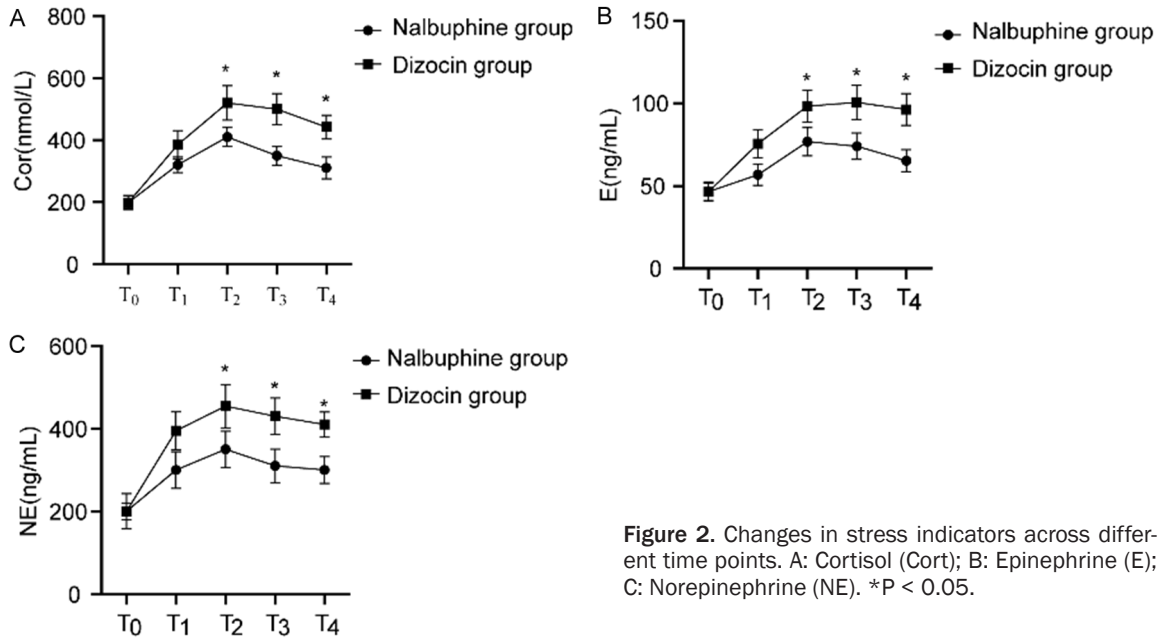 A
Cor(nmol/L)
800
600
400
200
0
T0
T1
T2
T3
T4
*
*
*
Nalbuphine group
Dizocin group
B
E(ng/mL)
150
100
50
0
T0
T1
T2
T3
T4
*
*
*
Nalbuphine group
Dizocin group
C
NE(ng/mL)
600
400
200
0
T0
T1
T2
T3
T4
*
*
*
Nalbuphine group
Dizocin group
Figure 2. Changes in stress indicators across differ-
ent time points. A: Cortisol (Cort); B: Epinephrine (E);
C: Norepinephrine (NE). *P < 0.05.